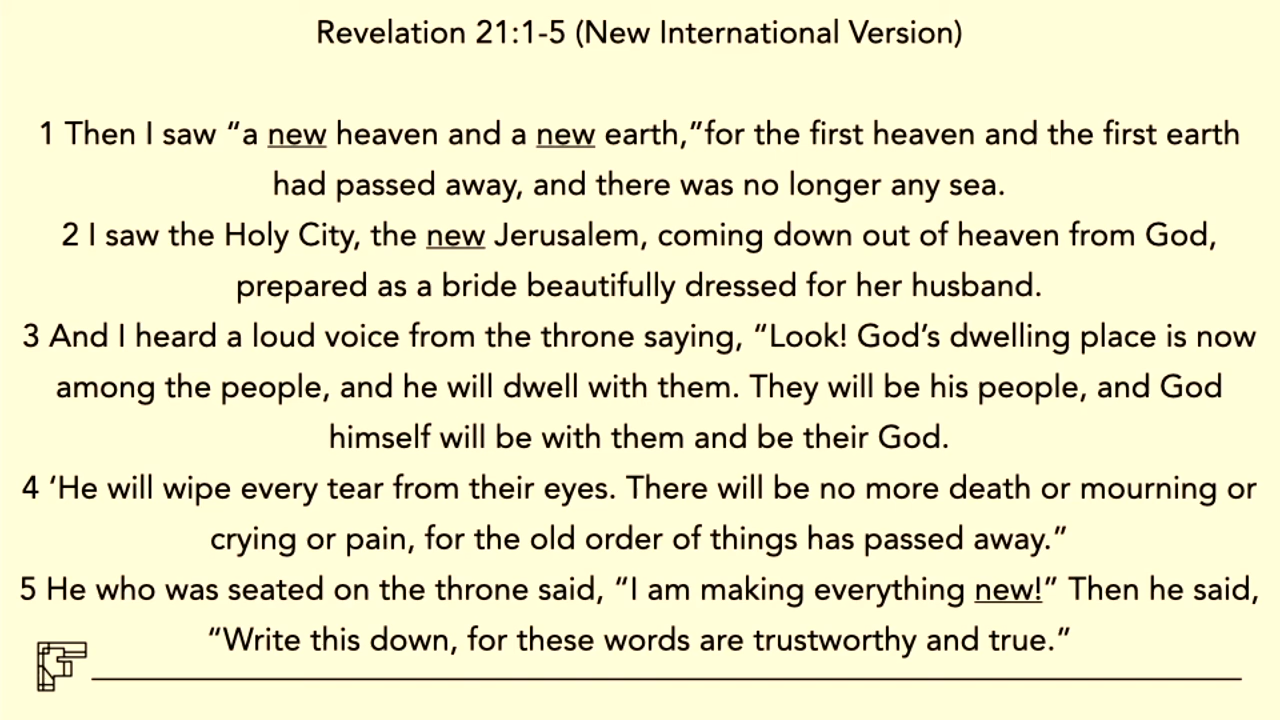 Revelation 21:1-5 (New International Version)
1 Then I saw “a new heaven and a new earth,”for the first heaven and the first earth
had passed away, and there was no longer any sea.
2 I saw the Holy City, the new Jerusalem, coming down out of heaven from God,
prepared as a bride beautifully dressed for her husband.
3 And I heard a loud voice from the throne saying, “Look! God’s dwelling place is now
among the people, and he will dwell with them. They will be his people, and God
himself will be with them and be their God.
4 ‘He will wipe every tear from their eyes. There will be no more death or mourning or
crying or pain, for the old order of things has passed away.”
5 He who was seated on the throne said, “I am making everything new!” Then he said,
“Write this down, for these words are trustworthy and true.”